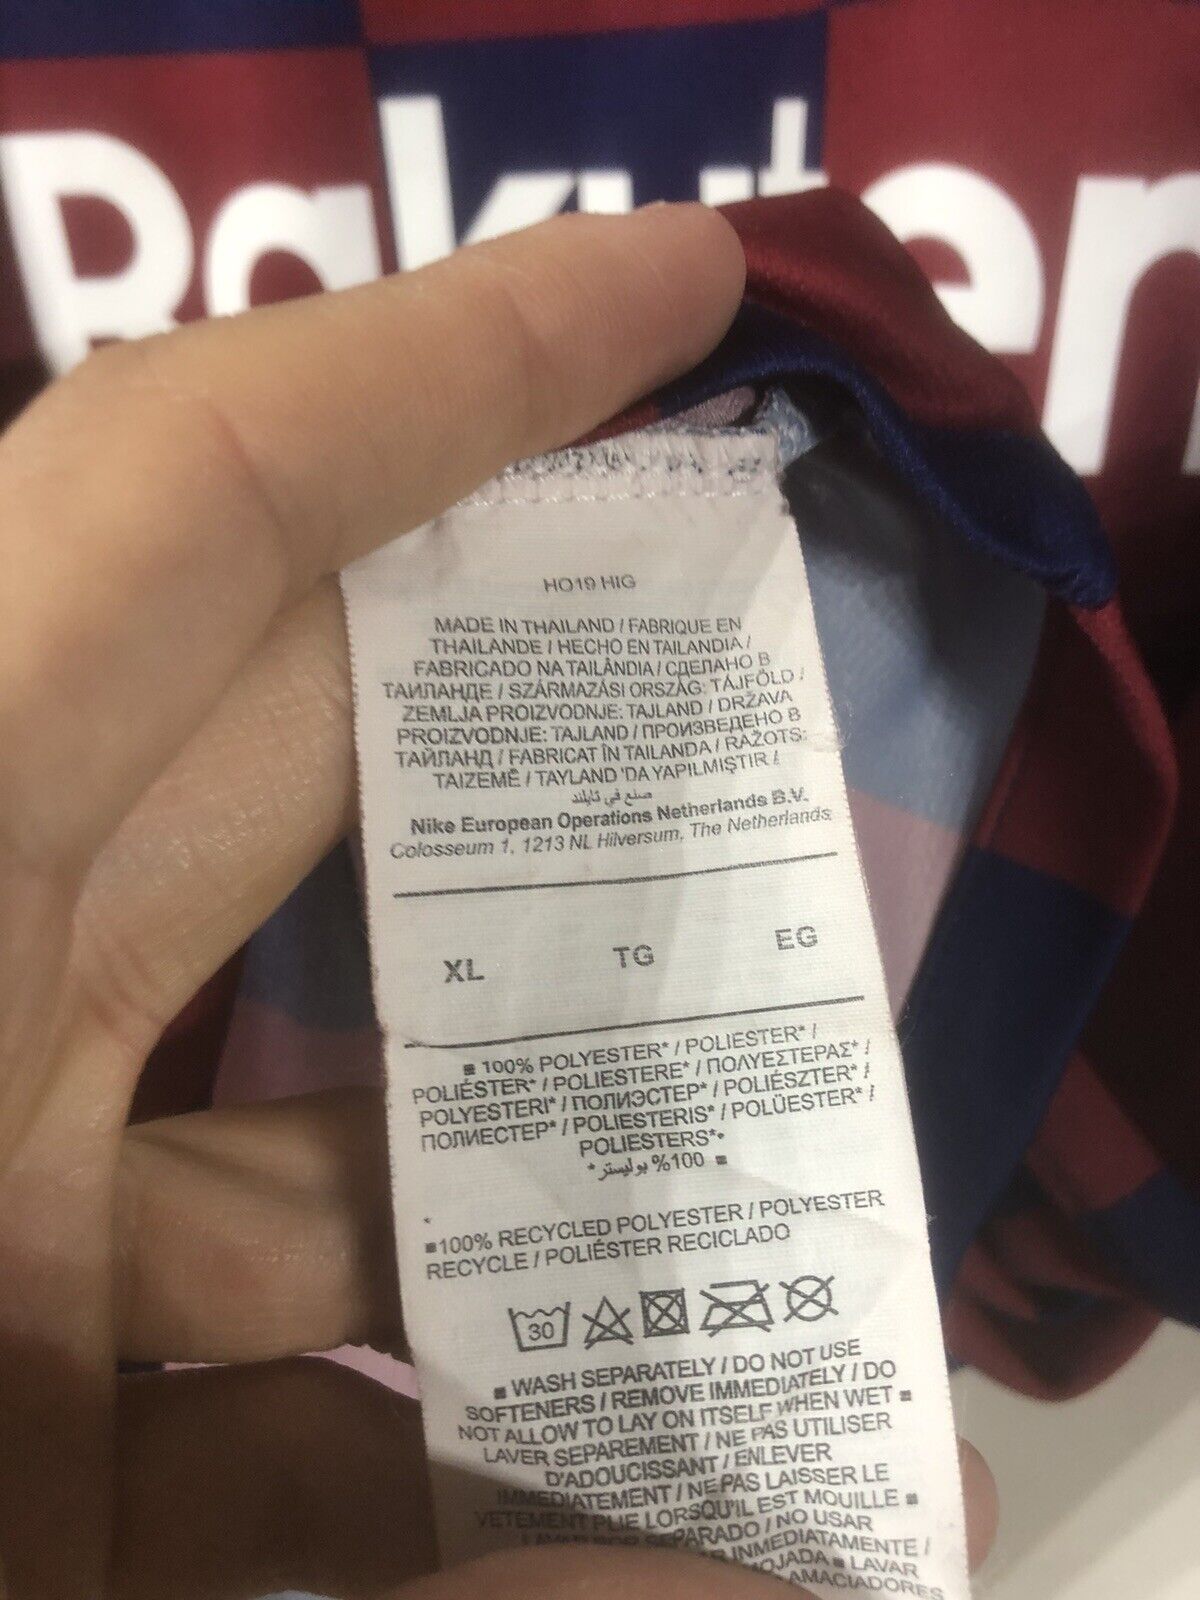 Rakuten
HO19 HIG
MADE IN THAILAND / FABRIQUE EN
THAILANDE / HECHO EN TAILANDIA /
FABRICADO NA TAILÂNDIA / СДЕЛАНО В
ТАИЛАНДЕ / SZÁRMAZÁSI ORSZÁG: TÁJFÖLD /
ZEMLJA PROIZVODNJE: TAJLAND / DRŽAVA
PROIZVODNJE: TAJLAND / ПРОИЗВЕДЕНО В
ТАЙЛАНД / FABRICAT ÎN TAILANDA / RAŽOTS:
TAIZEMĒ / TAYLAND 'DA YAPILMIŞTIR /
صنع في تايلند
Nike European Operations Netherlands B.V.
Colosseum 1, 1213 NL Hilversum, The Netherlands
XL TG EG
■ 100% POLYESTER* / POLIESTER* /
POLIÉSTER* / POLIESTERE* / ΠΟΛΥΕΣΤΕΡΑΣ* /
POLYESTERI* / ПОЛИЭСТЕР* / POLIÉSZTER* /
ПОЛИЕСТЕР* / POLIESTERIS* / POLÜESTER* /
POLIESTERS*•
■ 100% بوليستر*
*
■100% RECYCLED POLYESTER / POLYESTER
RECYCLE / POLIÉSTER RECICLADO
30
■ WASH SEPARATELY / DO NOT USE
SOFTENERS / REMOVE IMMEDIATELY / DO
NOT ALLOW TO LAY ON ITSELF WHEN WET ■
LAVER SEPAREMENT / NE PAS UTILISER
D'ADOUCISSANT / ENLEVER
IMMEDIATEMENT / NE PAS LAISSER LE
VETEMENT PLIE LORSQU'IL EST MOUILLE ■
SEPARADO / NO USAR
INMEDIATAMENTE /
MOJADA ■ LAVAR
AMACIADORES